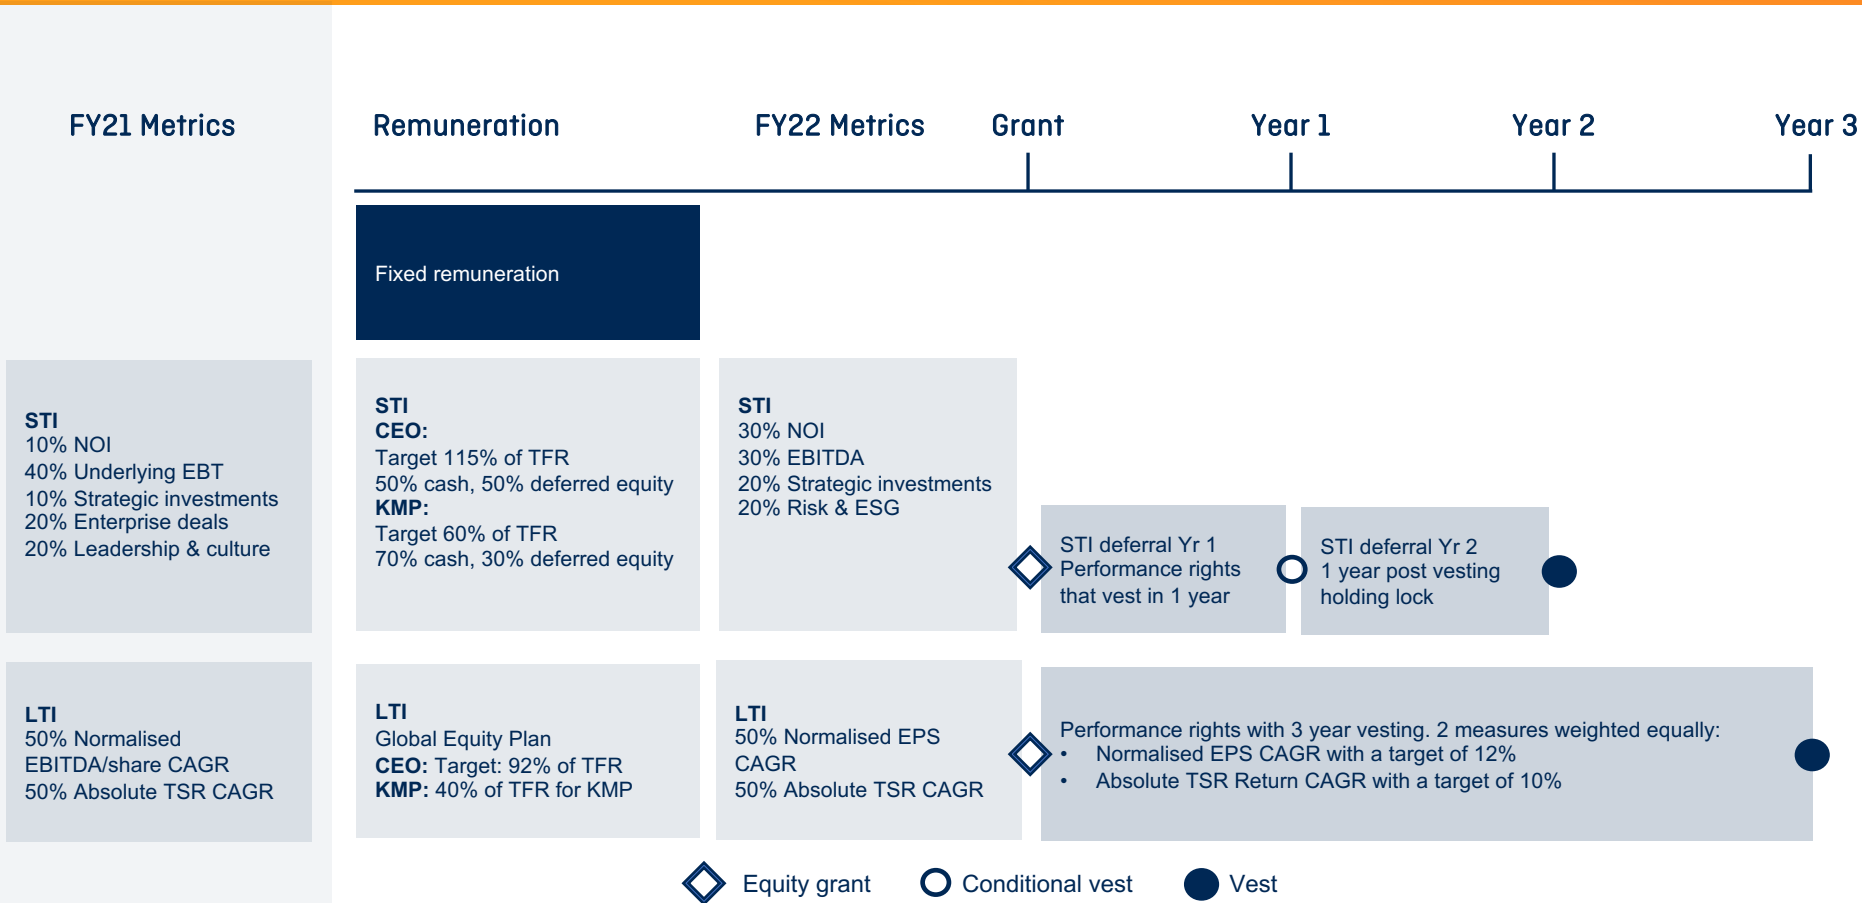 FY21 Metrics
Remuneration
FY22 Metrics
Grant
Year 1
Year 2
Year 3
Fixed remuneration
STI
10% NOI
40% Underlying EBT
10% Strategic investments
20% Enterprise deals
20% Leadership & culture
STI
CEO:
Target 115% of TFR
50% cash, 50% deferred equity
KMP:
Target 60% of TFR
70% cash, 30% deferred equity
STI
30% NOI
30% EBITDA
20% Strategic investments
20% Risk & ESG
STI deferral Yr 1
Performance rights
that vest in 1 year
STI deferral Yr 2
1 year post vesting
holding lock
LTI
50% Normalised
EBITDA/share CAGR
50% Absolute TSR CAGR
LTI
Global Equity Plan
CEO: Target: 92% of TFR
KMP: 40% of TFR for KMP
LTI
50% Normalised EPS
CAGR
50% Absolute TSR CAGR
Performance rights with 3 year vesting. 2 measures weighted equally:
• Normalised EPS CAGR with a target of 12%
• Absolute TSR Return CAGR with a target of 10%
Equity grant
Conditional vest
Vest